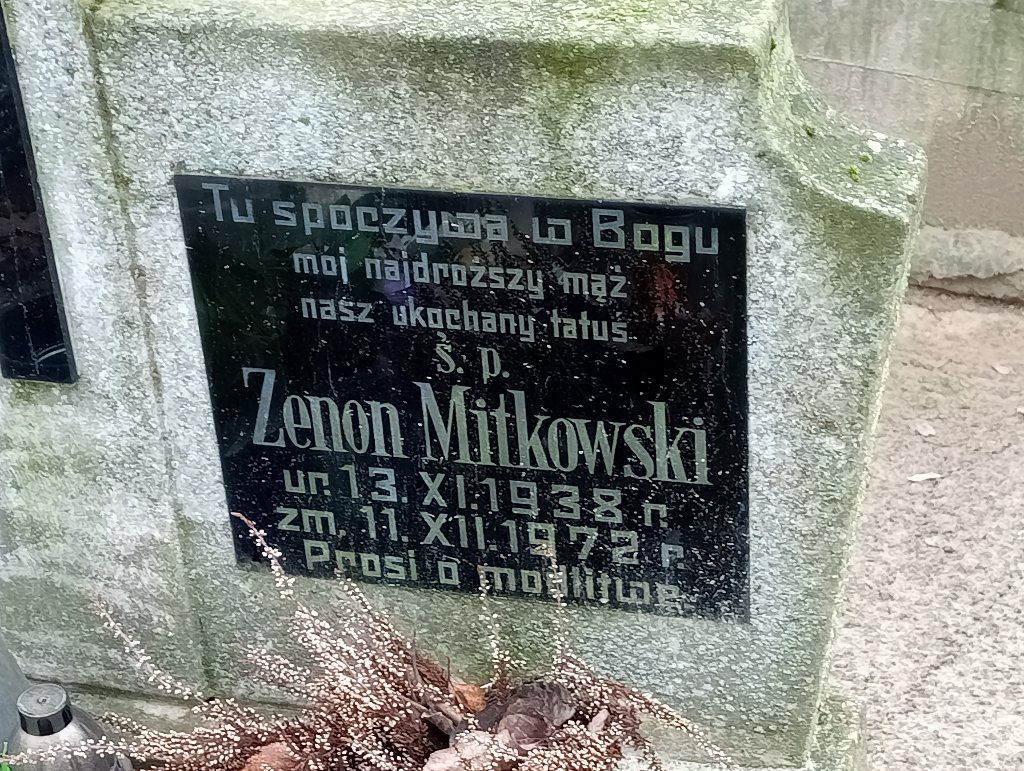 Tu spoczywa w Bogu
mój najdroższy mąż
nasz ukochany tatuś
ś. p.
Zenon Mitkowski
ur. 13. XI. 1938 r.
zm. 11. XII. 1972 r.
Prosi o modlitwę.